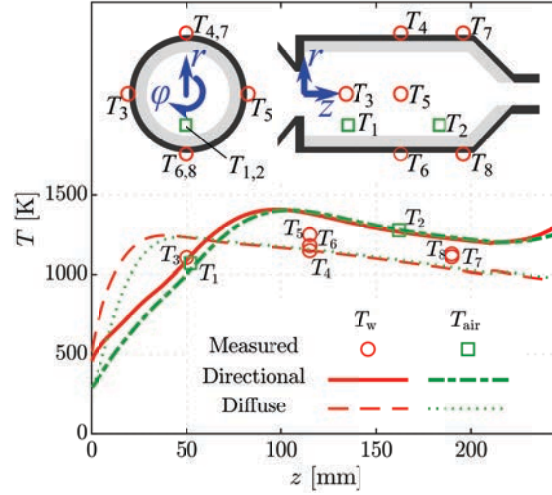 T4,7
T4
T7
r
r
T3
φ
T5
T3
T5
z
T1
T2
T6,8
T1,2
T6
T8
T [K]
1500
1000
500
0
T3
T1
T5
T6
T4
T2
T8
T7
Tw
Tair
Measured
Directional
Diffuse
0
50
100
150
200
z [mm]